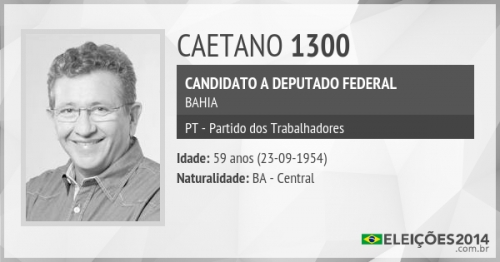 CAETANO 1300
CANDIDATO A DEPUTADO FEDERAL
BAHIA
PT - Partido dos Trabalhadores
Idade: 59 anos (23-09-1954)
Naturalidade: BA - Central
ELEIÇÕES2014
.com.br